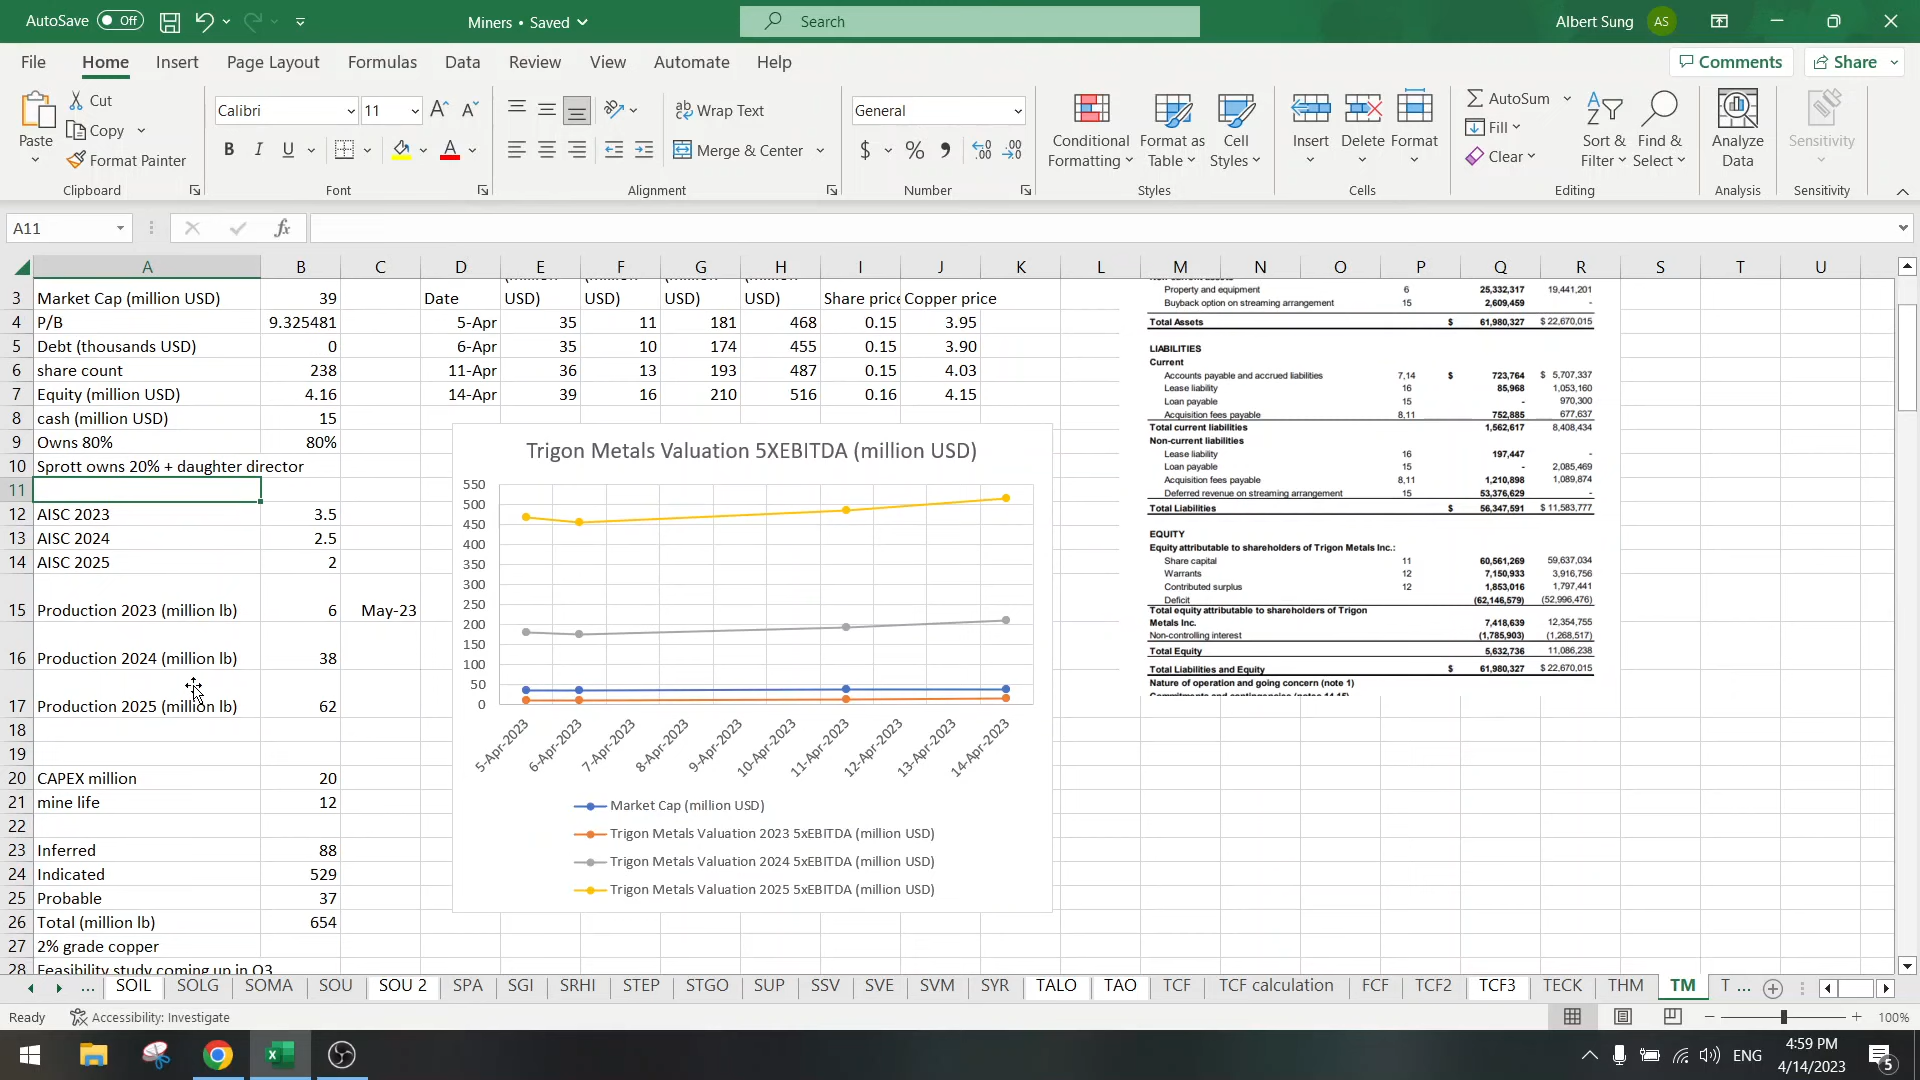 AutoSave Off Miners • Saved Search Albert Sung AS
File Home Insert Page Layout Formulas Data Review View Automate Help Comments Share
Paste Cut Copy Format Painter Clipboard
Calibri 11 Font
Wrap Text Merge & Center Alignment
General Number
Conditional Formatting Format as Table Cell Styles Styles
Insert Delete Format Cells
AutoSum Fill Clear Sort & Filter Find & Select Editing
Analyze Data Analysis
Sensitivity Sensitivity
A11 fx
A B C D E F G H I J K L M N O P Q R S T U
3 Market Cap (million USD) 39 Date USD) USD) USD) USD) Share price Copper price
4 P/B 9.325481 5-Apr 35 11 181 468 0.15 3.95
5 Debt (thousands USD) 0 6-Apr 35 10 174 455 0.15 3.90
6 share count 238 11-Apr 36 13 193 487 0.15 4.03
7 Equity (million USD) 4.16 14-Apr 39 16 210 516 0.16 4.15
8 cash (million USD) 15
9 Owns 80% 80%
10 Sprott owns 20% + daughter director
11
12 AISC 2023 3.5
13 AISC 2024 2.5
14 AISC 2025 2
15 Production 2023 (million lb) 6 May-23
16 Production 2024 (million lb) 38
17 Production 2025 (million lb) 62
18
19
20 CAPEX million 20
21 mine life 12
22
23 Inferred 88
24 Indicated 529
25 Probable 37
26 Total (million lb) 654
27 2% grade copper
28 Feasibility study coming up in Q3
Trigon Metals Valuation 5XEBITDA (million USD)
550
500
450
400
350
300
250
200
150
100
50
0
5-Apr-2023 6-Apr-2023 7-Apr-2023 8-Apr-2023 9-Apr-2023 10-Apr-2023 11-Apr-2023 12-Apr-2023 13-Apr-2023 14-Apr-2023
Market Cap (million USD)
Trigon Metals Valuation 2023 5xEBITDA (million USD)
Trigon Metals Valuation 2024 5xEBITDA (million USD)
Trigon Metals Valuation 2025 5xEBITDA (million USD)
Property and equipment 6 25,332,317 19,441,201
Buyback option on streaming arrangement 15 2,609,459 -
Total Assets $ 61,980,327 $ 22,670,015
LIABILITIES
Current
Accounts payable and accrued liabilities 7,14 $ 723,764 $ 5,707,337
Lease liability 16 85,968 1,053,160
Loan payable 15 - 970,300
Acquisition fees payable 8,11 752,885 677,637
Total current liabilities 1,562,617 8,408,434
Non-current liabilities
Lease liability 16 197,447 -
Loan payable 15 - 2,085,469
Acquisition fees payable 8,11 1,210,898 1,089,874
Deferred revenue on streaming arrangement 15 53,376,629 -
Total Liabilities $ 56,347,591 $ 11,583,777
EQUITY
Equity attributable to shareholders of Trigon Metals Inc.:
Share capital 11 60,561,269 59,637,034
Warrants 12 7,150,933 3,916,756
Contributed surplus 12 1,853,016 1,797,441
Deficit (62,146,579) (52,996,476)
Total equity attributable to shareholders of Trigon
Metals Inc. 7,418,639 12,354,755
Non-controlling interest (1,785,903) (1,268,517)
Total Equity 5,632,736 11,086,238
Total Liabilities and Equity $ 61,980,327 $ 22,670,015
Nature of operation and going concern (note 1)
... SOIL SOLG SOMA SOU SOU 2 SPA SGI SRHI STEP STGO SUP SSV SVE SVM SYR TALO TAO TCF TCF calculation FCF TCF2 TCF3 TECK THM TM T ...
Ready Accessibility: Investigate 100%
ENG 4:59 PM
4/14/2023 5